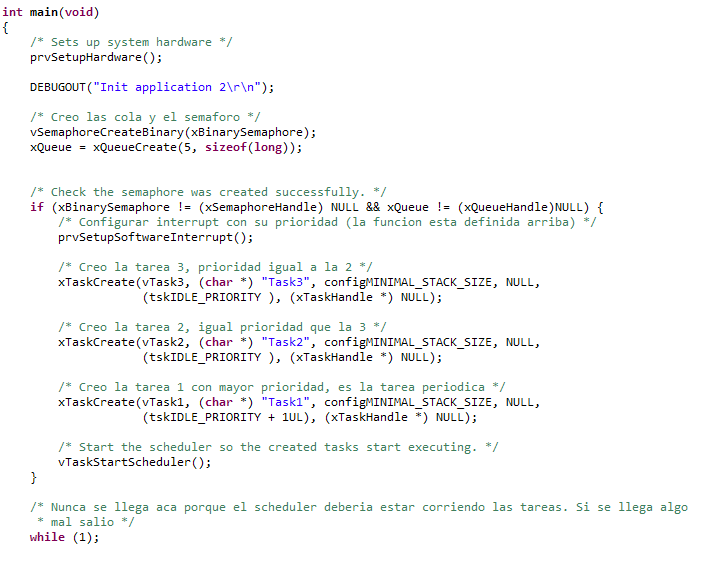 int main(void)
{
    /* Sets up system hardware */
    prvSetupHardware();
    DEBUGOUT("Init application 2\r\n");
    /* Creo las cola y el semaforo */
    vSemaphoreCreateBinary(xBinarySemaphore);
    xQueue = xQueueCreate(5, sizeof(long));
    /* Check the semaphore was created successfully. */
    if (xBinarySemaphore != (xSemaphoreHandle) NULL && xQueue != (xQueueHandle)NULL) {
        /* Configurar interrupt con su prioridad (la funcion esta definida arriba) */
        prvSetupSoftwareInterrupt();
        /* Creo la tarea 3, prioridad igual a la 2 */
        xTaskCreate(vTask3, (char *) "Task3", configMINIMAL_STACK_SIZE, NULL,
                    (tskIDLE_PRIORITY ), (xTaskHandle *) NULL);
        /* Creo la tarea 2, igual prioridad que la 3 */
        xTaskCreate(vTask2, (char *) "Task2", configMINIMAL_STACK_SIZE, NULL,
                    (tskIDLE_PRIORITY ), (xTaskHandle *) NULL);
        /* Creo la tarea 1 con mayor prioridad, es la tarea periodica */
        xTaskCreate(vTask1, (char *) "Task1", configMINIMAL_STACK_SIZE, NULL,
                    (tskIDLE_PRIORITY + 1UL), (xTaskHandle *) NULL);
        /* Start the scheduler so the created tasks start executing. */
        vTaskStartScheduler();
    }
    /* Nunca se llega aca porque el scheduler deberia estar corriendo las tareas. Si se llega algo
     * mal salio */
    while (1);